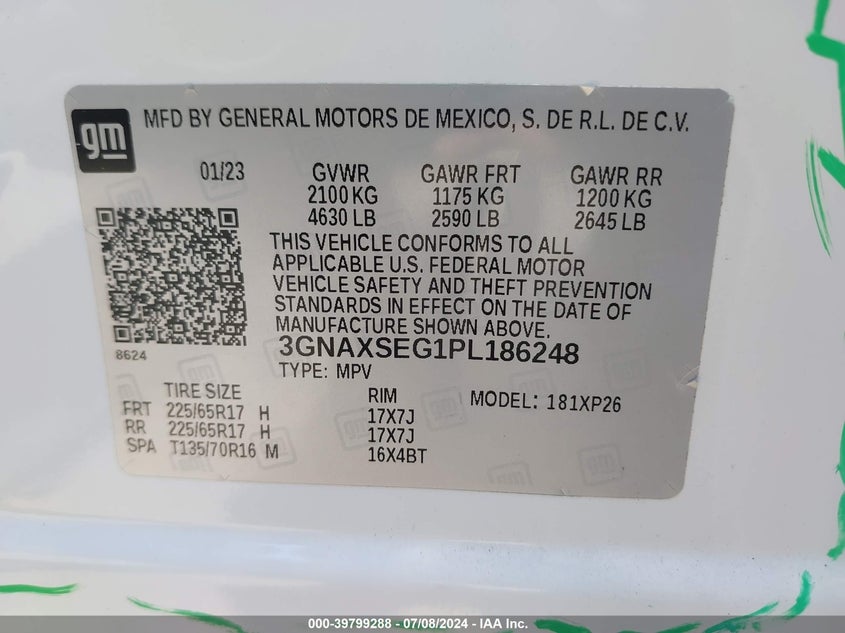 gm
MFD BY GENERAL MOTORS DE MEXICO, S. DE R.L. DE C.V.
01/23 GVWR GAWR FRT GAWR RR
2100 KG 1175 KG 1200 KG
4630 LB 2590 LB 2645 LB
THIS VEHICLE CONFORMS TO ALL
APPLICABLE U.S. FEDERAL MOTOR
VEHICLE SAFETY AND THEFT PREVENTION
STANDARDS IN EFFECT ON THE DATE OF
MANUFACTURE SHOWN ABOVE.
8624
3GNAXSEG1PL186248
TYPE: MPV
TIRE SIZE RIM MODEL: 181XP26
FRT 225/65R17 H 17X7J
RR 225/65R17 H 17X7J
SPA T135/70R16 M 16X4BT
000-39799288 - 07/08/2024 - IAA Inc.